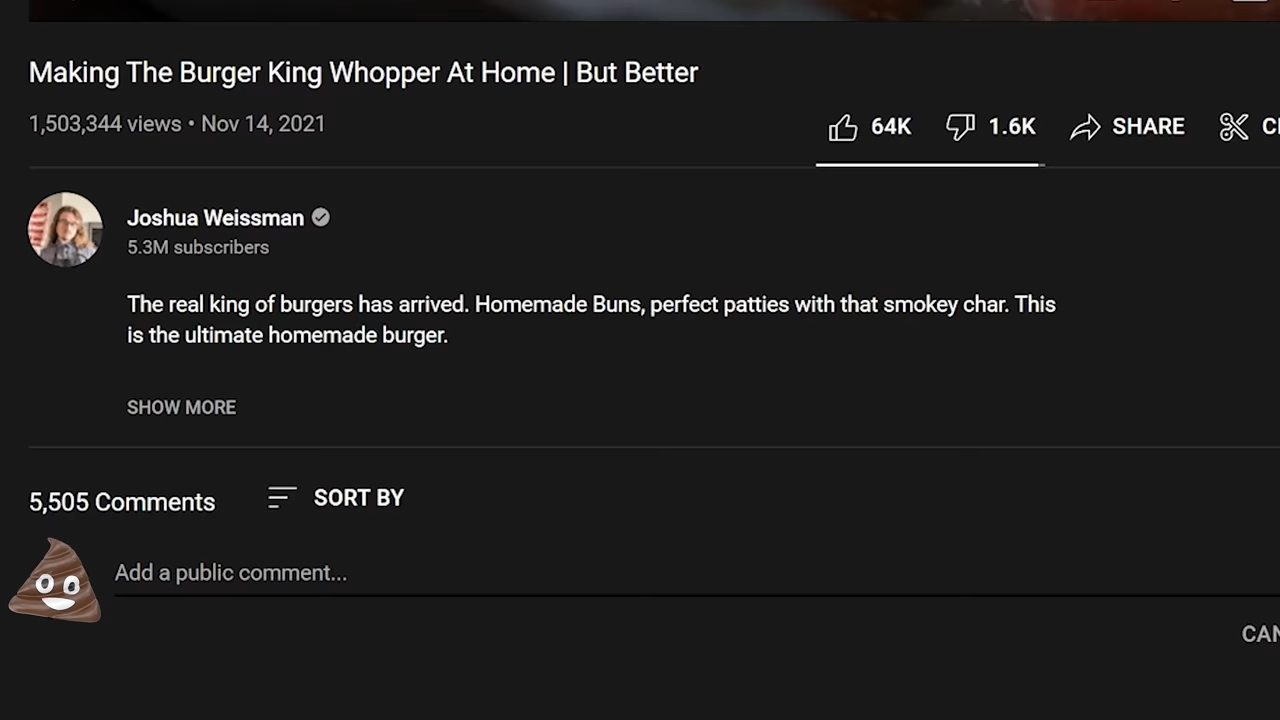 Making The Burger King Whopper At Home | But Better
1,503,344 views • Nov 14, 2021
64K
1.6K
SHARE
Joshua Weissman
5.3M subscribers
The real king of burgers has arrived. Homemade Buns, perfect patties with that smokey char. This
is the ultimate homemade burger.
SHOW MORE
5,505 Comments
SORT BY
Add a public comment...